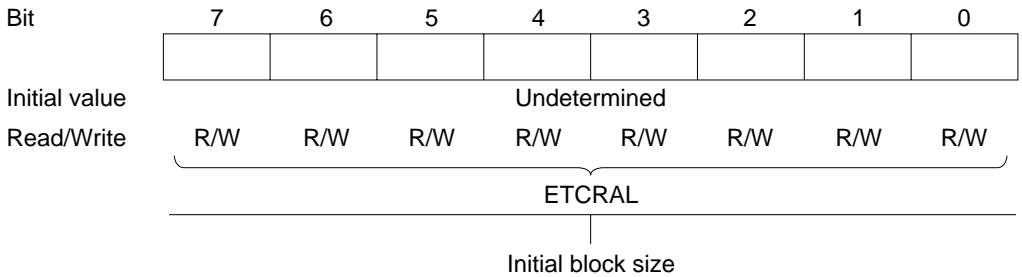 Bit 7 6 5 4 3 2 1 0
Initial value Undetermined
Read/Write R/W R/W R/W R/W R/W R/W R/W R/W
ETCRAL
Initial block size